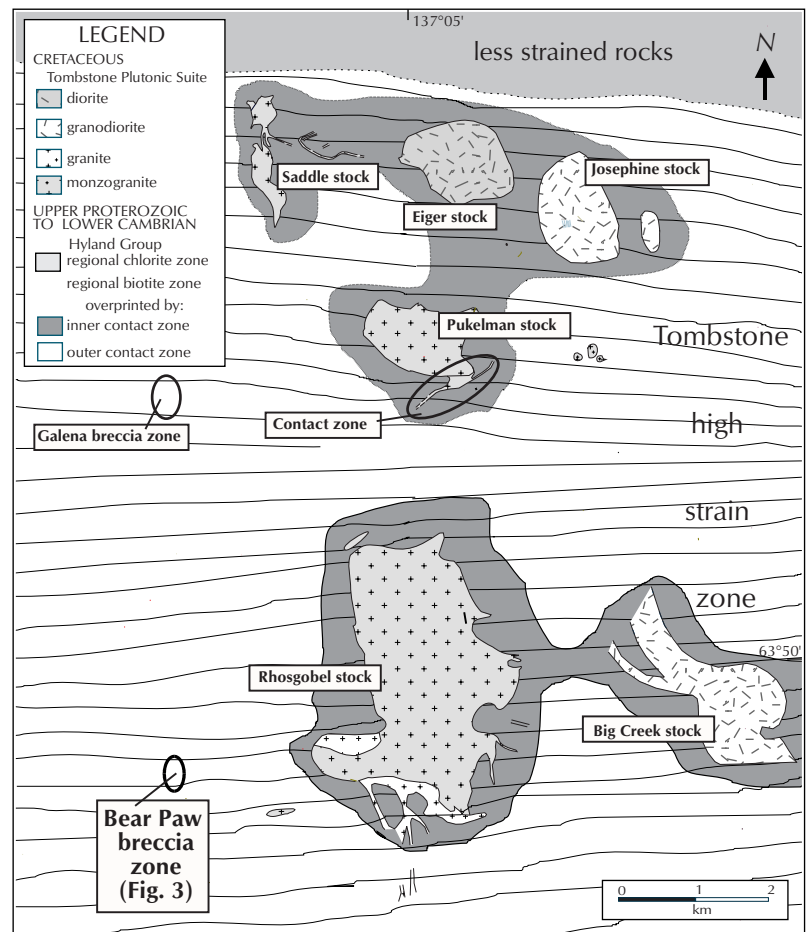 137°05'
less strained rocks
N
LEGEND
CRETACEOUS
Tombstone Plutonic Suite
diorite
granodiorite
granite
monzogranite
UPPER PROTEROZOIC
TO LOWER CAMBRIAN
Hyland Group
regional chlorite zone
regional biotite zone
overprinted by:
inner contact zone
outer contact zone
Saddle stock
Eiger stock
Josephine stock
Pukelman stock
Tombstone
Contact zone
Galena breccia zone
high
strain
zone
63°50'
Rhosgobel stock
Big Creek stock
Bear Paw
breccia
zone
(Fig. 3)
0 1 2
km